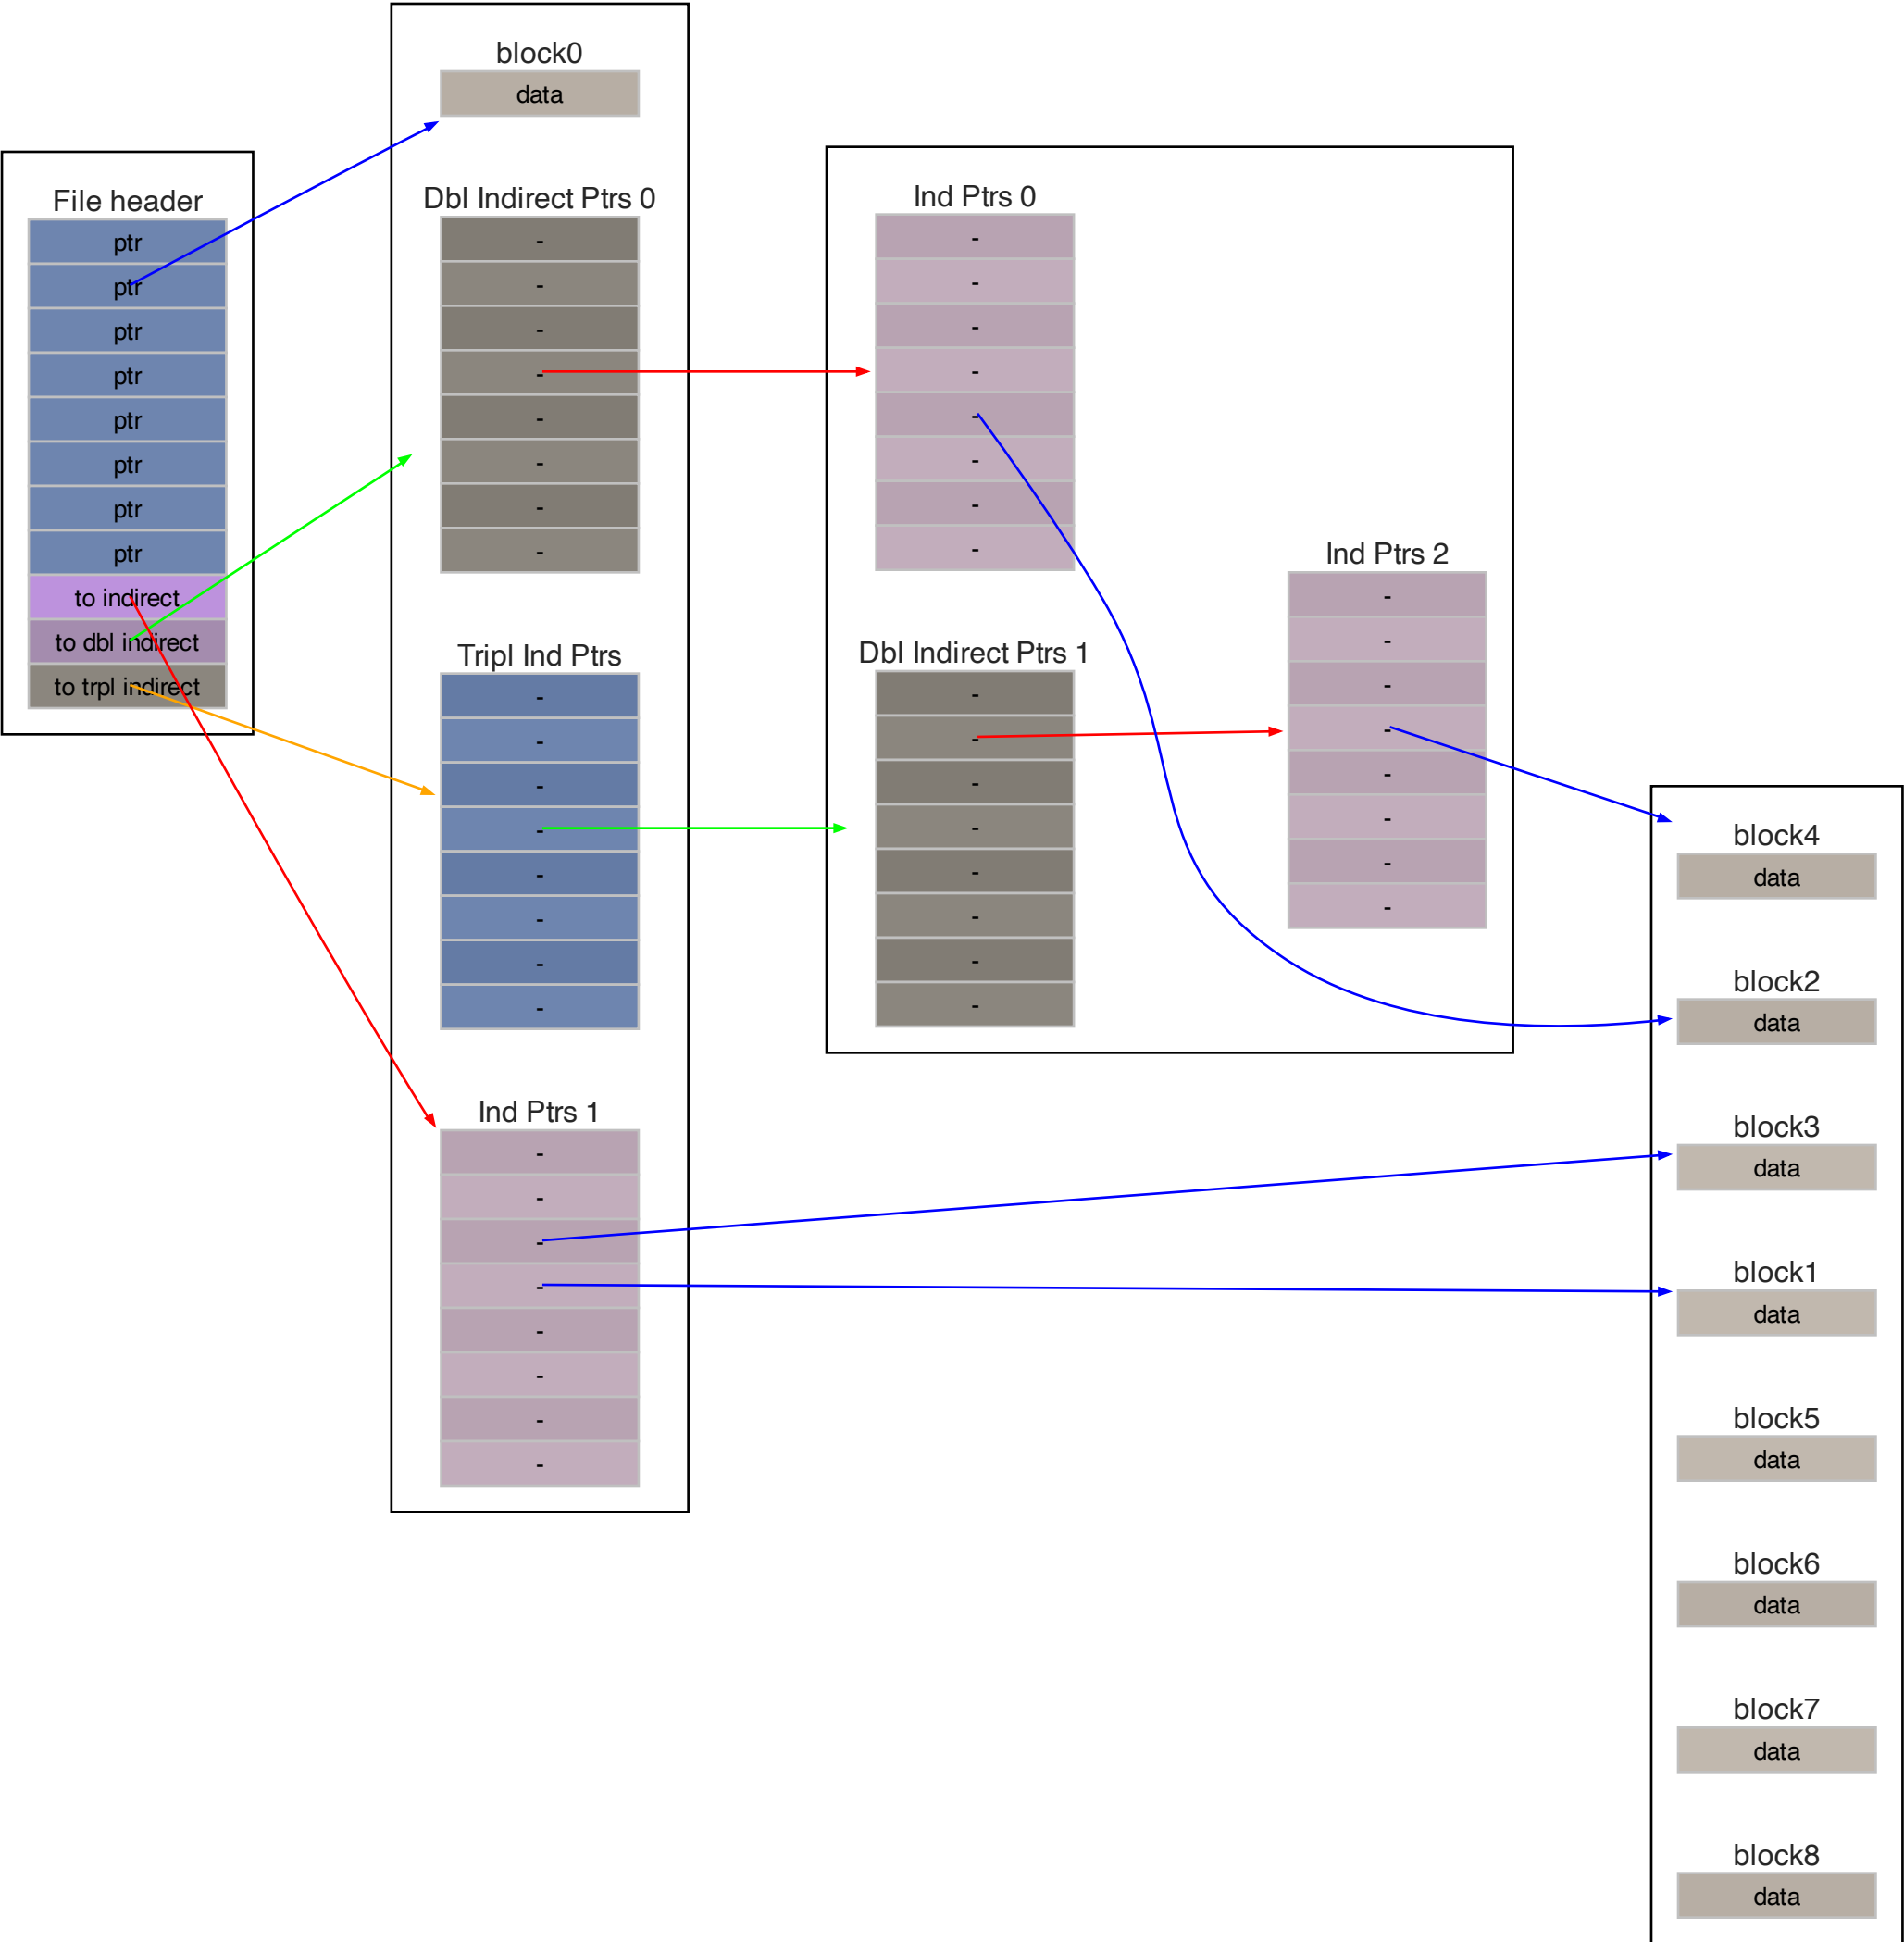 File header
ptr
ptr
ptr
ptr
ptr
ptr
ptr
ptr
to indirect
to dbl indirect
to trpl indirect
block0
data
Dbl Indirect Ptrs 0
-
-
-
-
-
-
-
-
Tripl Ind Ptrs
-
-
-
-
-
-
-
-
Ind Ptrs 1
-
-
-
-
-
-
-
-
Ind Ptrs 0
-
-
-
-
-
-
-
-
Dbl Indirect Ptrs 1
-
-
-
-
-
-
-
-
Ind Ptrs 2
-
-
-
-
-
-
-
-
block4
data
block2
data
block3
data
block1
data
block5
data
block6
data
block7
data
block8
data